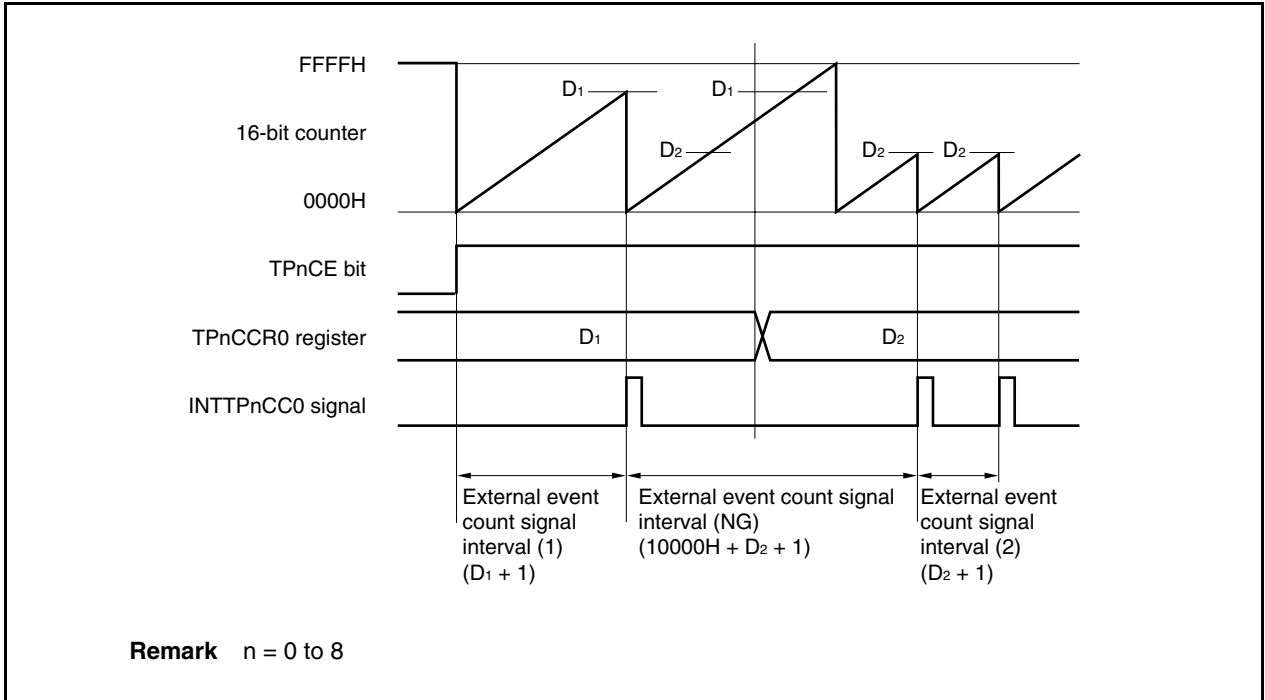 FFFFH
D1
D1
16-bit counter
D2
D2
D2
0000H
TPnCE bit
TPnCCR0 register
D1
D2
INTTPnCC0 signal
External event
count signal
interval (1)
(D1 + 1)
External event count signal
interval (NG)
(10000H + D2 + 1)
External event
count signal
interval (2)
(D2 + 1)
Remark n = 0 to 8